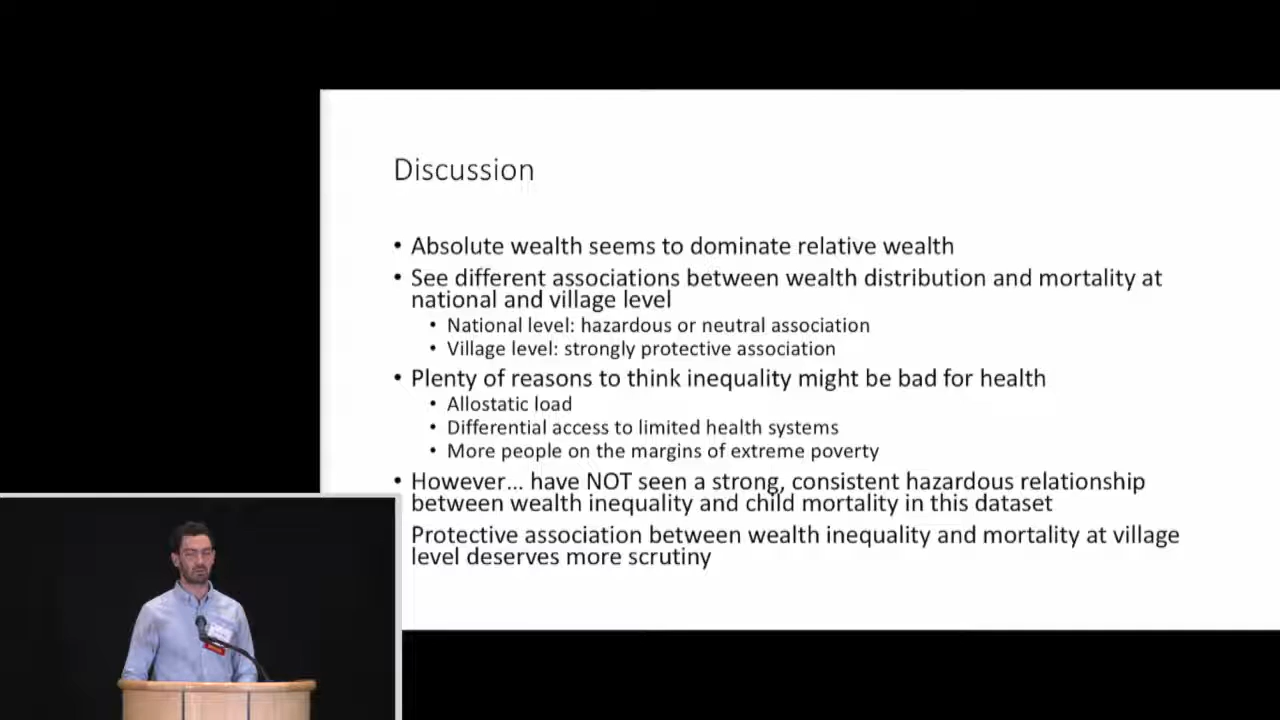 Discussion
• Absolute wealth seems to dominate relative wealth
• See different associations between wealth distribution and mortality at
national and village level
• National level: hazardous or neutral association
• Village level: strongly protective association
• Plenty of reasons to think inequality might be bad for health
• Allostatic load
• Differential access to limited health systems
• More people on the margins of extreme poverty
• However... have NOT seen a strong, consistent hazardous relationship
between wealth inequality and child mortality in this dataset
Protective association between wealth inequality and mortality at village
level deserves more scrutiny